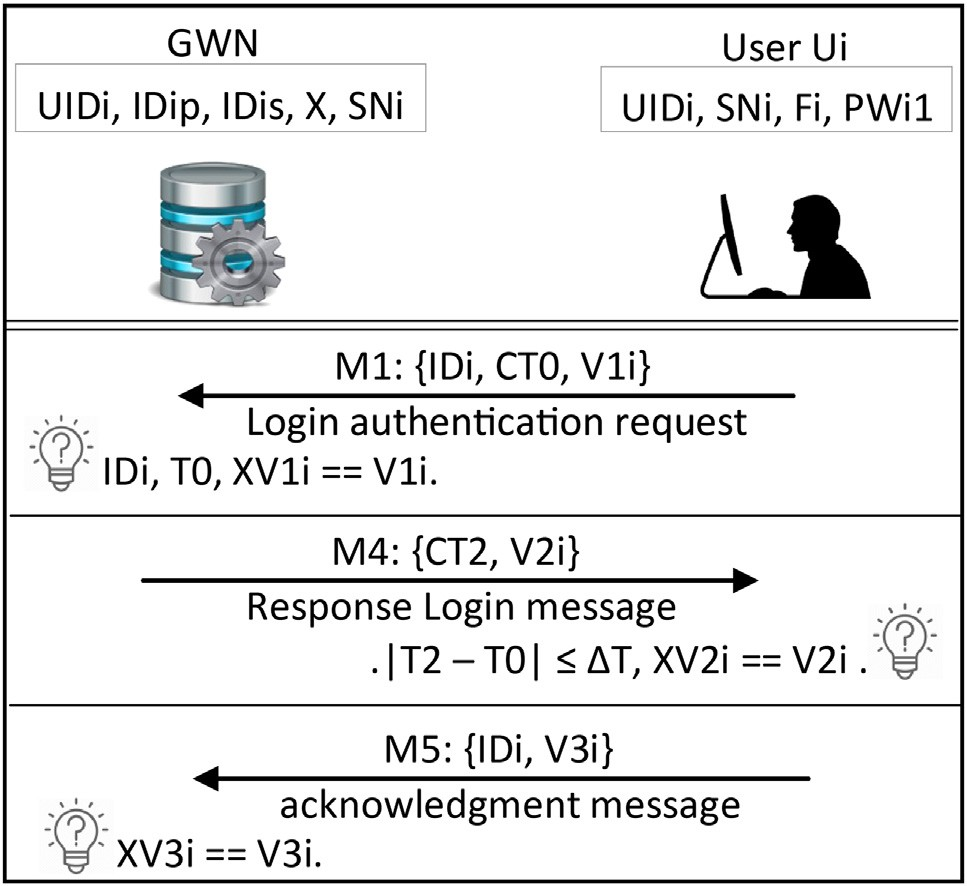 GWN
User Ui
UIDi, IDip, IDis, X, SNi
UIDi, SNi, Fi, PWi1
M1: {IDi, CT0, V1i}
Login authentication request
?
IDi, T0, XV1i == V1i.
M4: {CT2, V2i}
Response Login message
?
.|T2 – T0| ≤ ΔT, XV2i == V2i .
M5: {IDi, V3i}
acknowledgment message
?
XV3i == V3i.